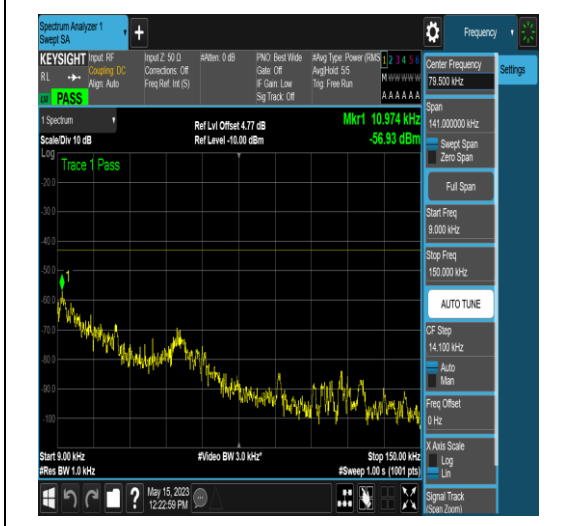 Spectrum Analyzer 1
Swept SA
+
Frequency
KEYSIGHT
RL
PASS
Input: RF
Coupling: DC
Align: Auto
Input Z: 50 Ω
Corrections: Off
Freq Ref: Int (S)
#Atten: 0 dB
PNO: Best Wide
Gate: Off
IF Gain: Low
Sig Track: Off
#Avg Type: Power (RMS
Avg|Hold: 5/5
Trig: Free Run
1 2 3 4 5 6
M W W W W W
A A A A A A
Settings
Center Frequency
79.500 kHz
Span
141.000000 kHz
Swept Span
Zero Span
Full Span
Start Freq
9.000 kHz
Stop Freq
150.000 kHz
AUTO TUNE
CF Step
14.100 kHz
Auto
Man
Freq Offset
0 Hz
X Axis Scale
Log
Lin
Signal Track
(Span Zoom)
1 Spectrum
Scale/Div 10 dB
Ref Lvl Offset 4.77 dB
Ref Level -10.00 dBm
Mkr1 10.974 kHz
-56.93 dBm
Log
Trace 1 Pass
-20.0
-30.0
-40.0
-50.0
-60.0
-70.0
-80.0
-90.0
-100
1
Start 9.00 kHz
#Video BW 3.0 kHz*
Stop 150.00 kHz
#Res BW 1.0 kHz
#Sweep 1.00 s (1001 pts)
?
May 15, 2023
12:22:59 PM